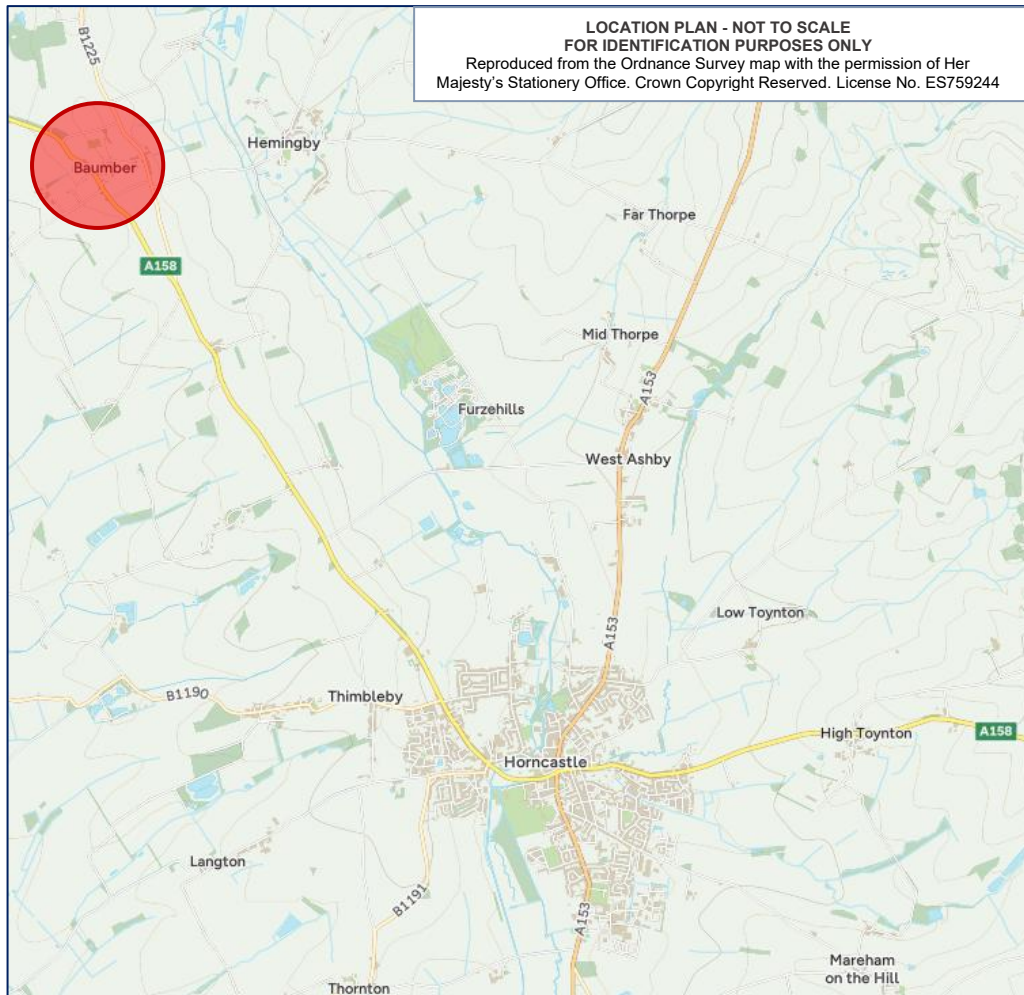 LOCATION PLAN - NOT TO SCALE
FOR IDENTIFICATION PURPOSES ONLY
Reproduced from the Ordnance Survey map with the permission of Her
Majesty's Stationery Office. Crown Copyright Reserved. License No. ES759244
B1225
Hemingby
Baumber
Far Thorpe
A158
Mid Thorpe
A153
Furzehills
West Ashby
Low Toynton
A153
B1190
Thimbleby
High Toynton
A158
Horncastle
Langton
B1191
A153
Mareham
on the Hill
Thornton